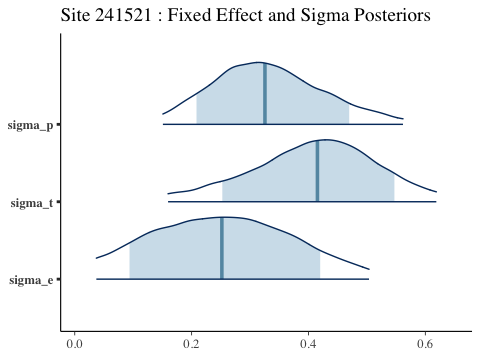 Site 241521 : Fixed Effect and Sigma Posteriors
sigma_p
sigma_t
sigma_e
0.0 0.2 0.4 0.6